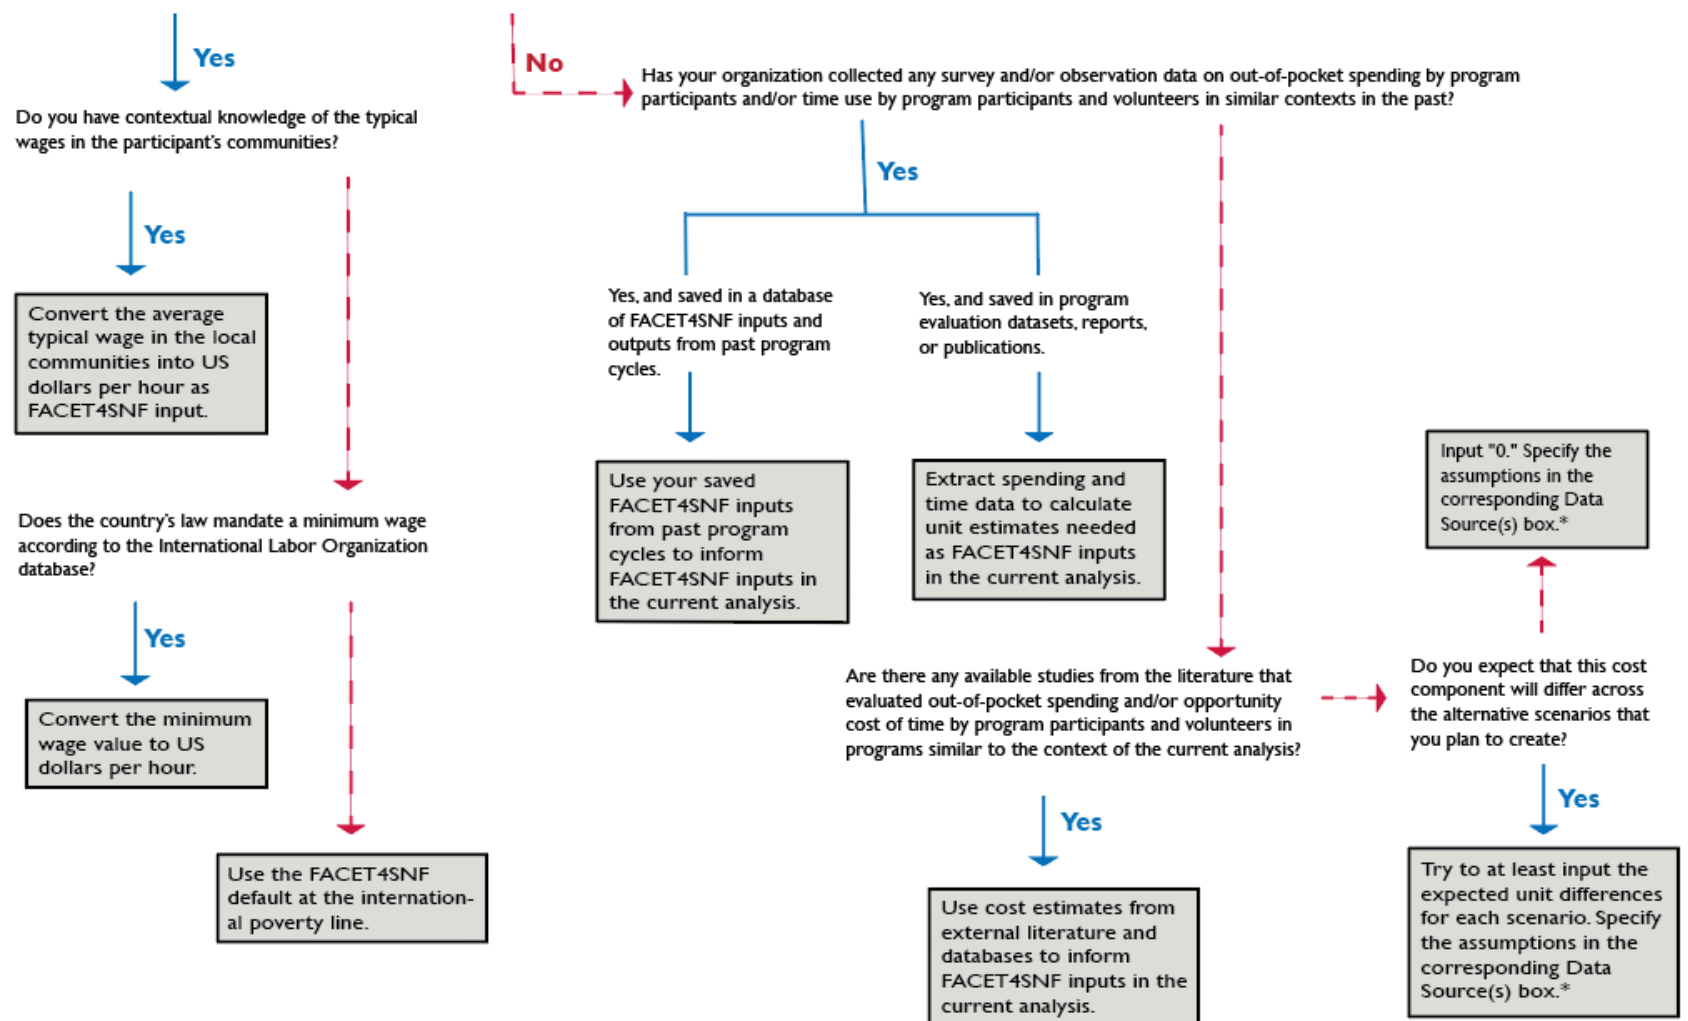 Yes
Do you have contextual knowledge of the typical
wages in the participant's communities?
Yes
Convert the average
typical wage in the local
communities into US
dollars per hour as
FACET4SNF input.
Does the country's law mandate a minimum wage
according to the International Labor Organization
database?
Yes
Convert the minimum
wage value to US
dollars per hour.
Use the FACET4SNF
default at the internation-
al poverty line.
No
Has your organization collected any survey and/or observation data on out-of-pocket spending by program
participants and/or time use by program participants and volunteers in similar contexts in the past?
Yes
Yes, and saved in a database
of FACET4SNF inputs and
outputs from past program
cycles.
Use your saved
FACET4SNF inputs
from past program
cycles to inform
FACET4SNF inputs in
the current analysis.
Yes, and saved in program
evaluation datasets, reports,
or publications.
Extract spending and
time data to calculate
unit estimates needed
as FACET4SNF inputs
in the current analysis.
Are there any available studies from the literature that
evaluated out-of-pocket spending and/or opportunity
cost of time by program participants and volunteers in
programs similar to the context of the current analysis?
Yes
Use cost estimates from
external literature and
databases to inform
FACET4SNF inputs in the
current analysis.
Input "0." Specify the
assumptions in the
corresponding Data
Source(s) box.*
Do you expect that this cost
component will differ across
the alternative scenarios that
you plan to create?
Yes
Try to at least input the
expected unit differences
for each scenario. Specify
the assumptions in the
corresponding Data
Source(s) box.*